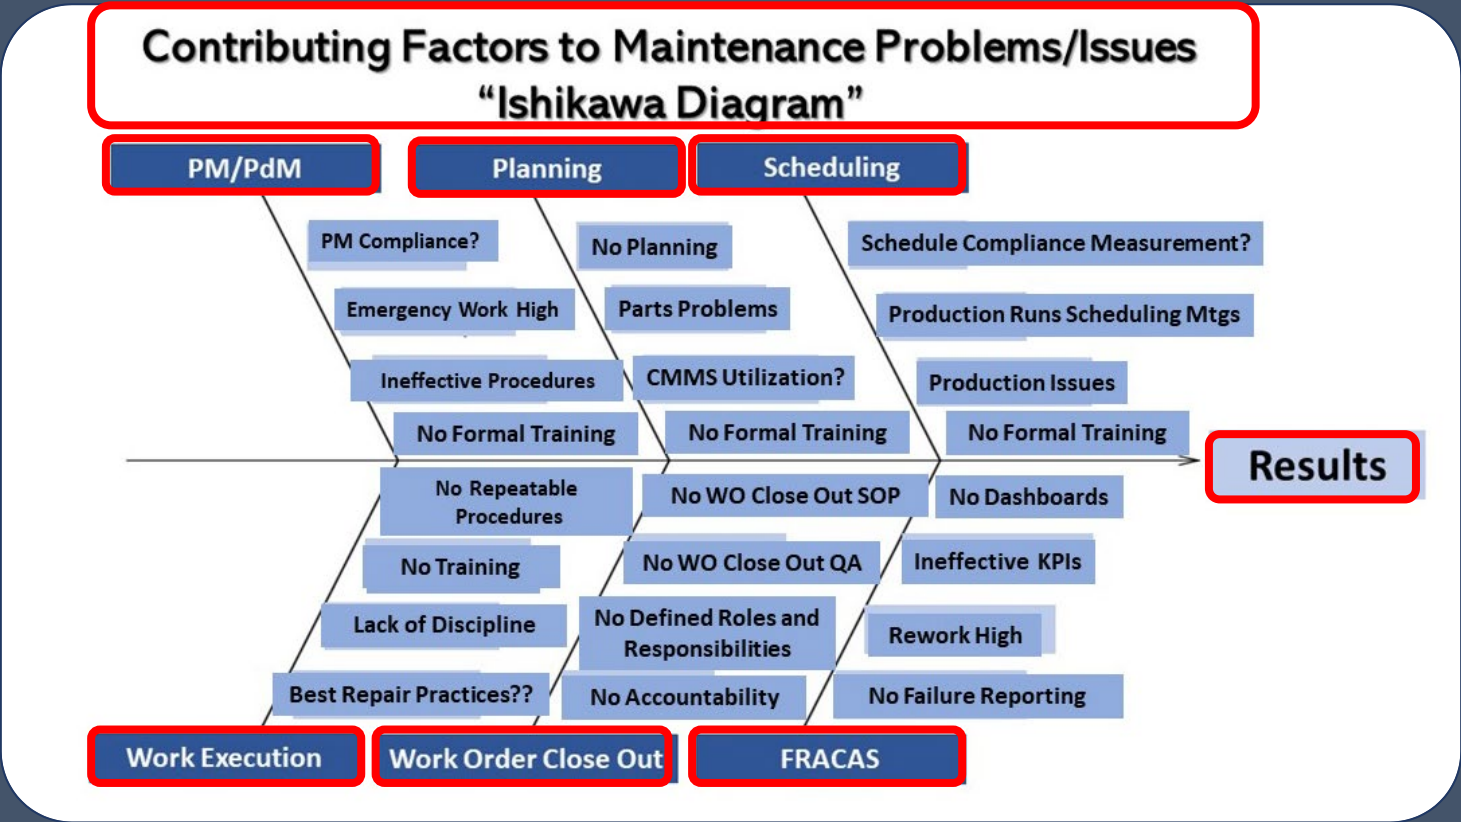 Contributing Factors to Maintenance Problems/Issues
“Ishikawa Diagram”
PM/PdM
Planning
Scheduling
PM Compliance?
Emergency Work High
Ineffective Procedures
No Formal Training
No Planning
Parts Problems
CMMS Utilization?
No Formal Training
Schedule Compliance Measurement?
Production Runs Scheduling Mtgs
Production Issues
No Formal Training
Results
No Repeatable
Procedures
No Training
Lack of Discipline
Best Repair Practices??
No WO Close Out SOP
No WO Close Out QA
No Defined Roles and
Responsibilities
No Accountability
No Dashboards
Ineffective KPIs
Rework High
No Failure Reporting
Work Execution
Work Order Close Out
FRACAS